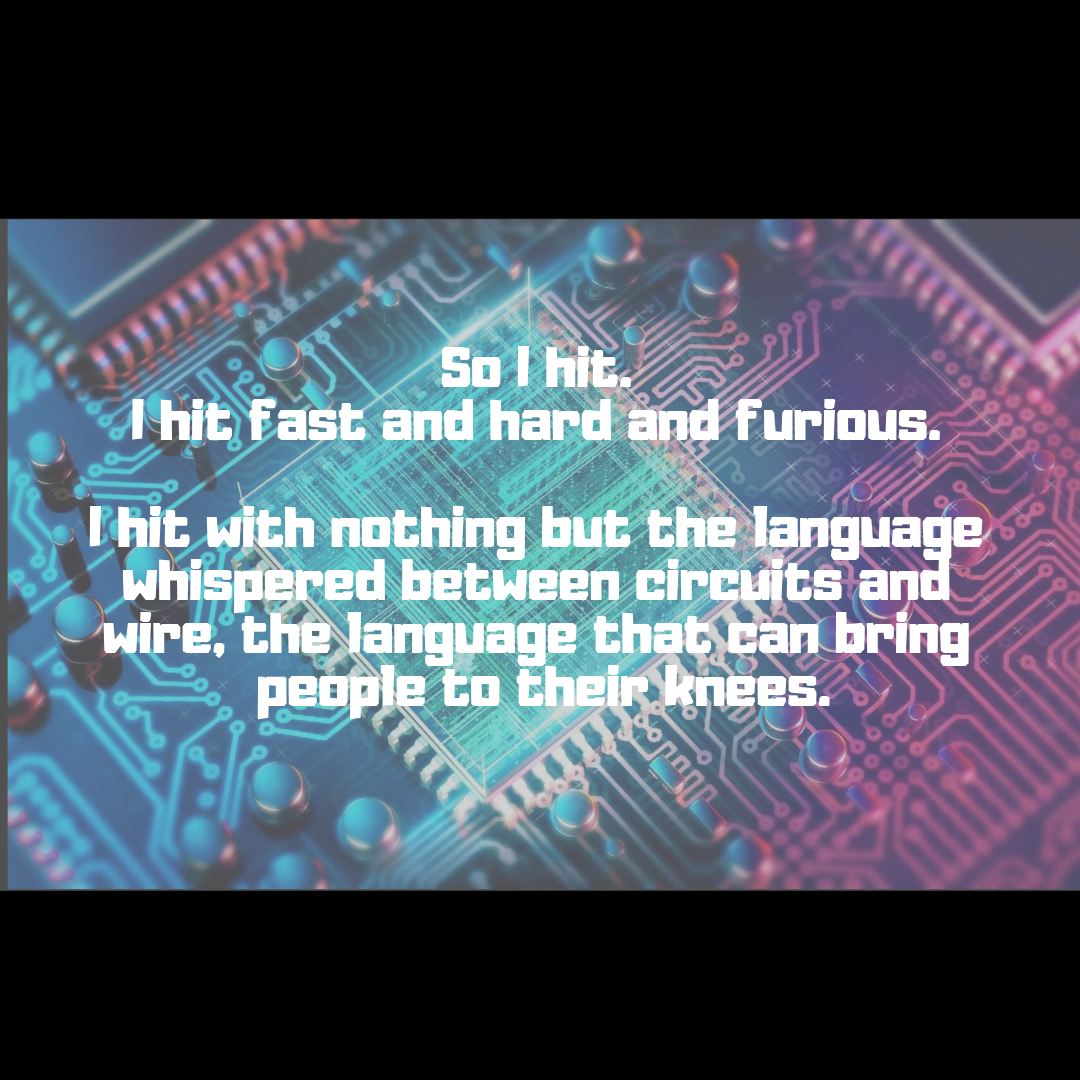 So I hit.
I hit fast and hard and furious.
I hit with nothing but the language
whispered between circuits and
wire, the language that can bring
people to their knees.